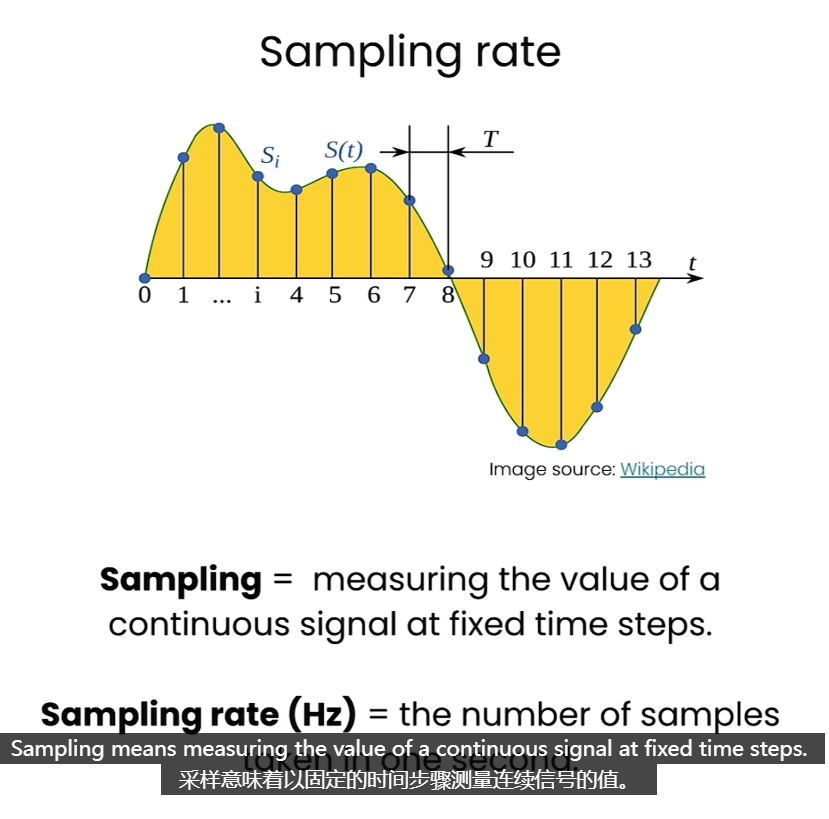 Sampling rate
Si
S(t)
T
9 10 11 12 13 t
0 1 ... i 4 5 6 7 8
Image source: Wikipedia
Sampling = measuring the value of a
continuous signal at fixed time steps.
Sampling rate (Hz) = the number of samples
taken in one second.
Sampling means measuring the value of a continuous signal at fixed time steps.
采样意味着以固定的时间步骤测量连续信号的值。